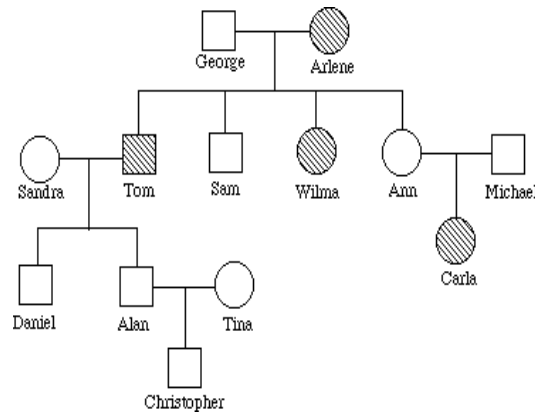 George
Arlene
Sandra
Tom
Sam
Wilma
Ann
Michael
Carla
Daniel
Alan
Tina
Christopher